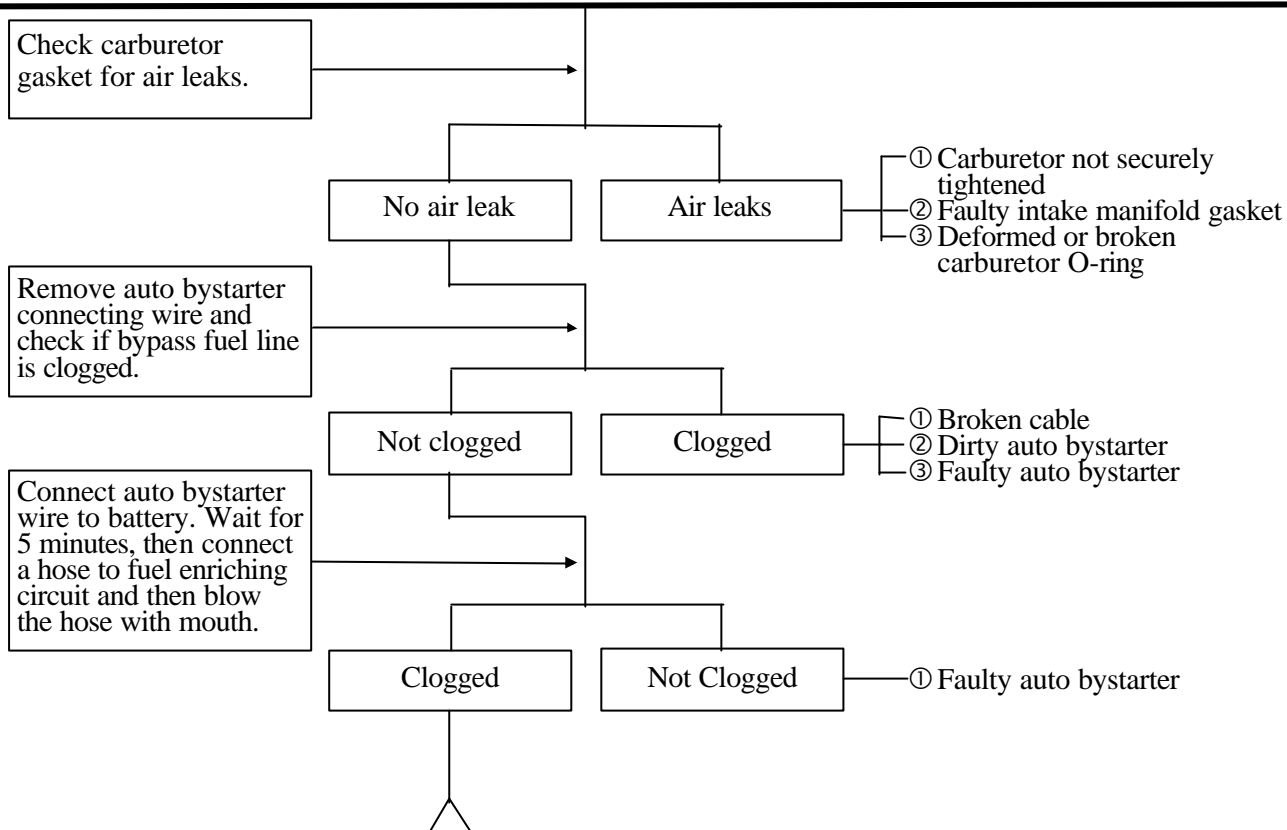 Check carburetor
gasket for air leaks.
No air leak
Air leaks
① Carburetor not securely
tightened
② Faulty intake manifold gasket
③ Deformed or broken
carburetor O-ring
Remove auto bystarter
connecting wire and
check if bypass fuel line
is clogged.
Not clogged
Clogged
① Broken cable
② Dirty auto bystarter
③ Faulty auto bystarter
Connect auto bystarter
wire to battery. Wait for
5 minutes, then connect
a hose to fuel enriching
circuit and then blow
the hose with mouth.
Clogged
Not Clogged
① Faulty auto bystarter